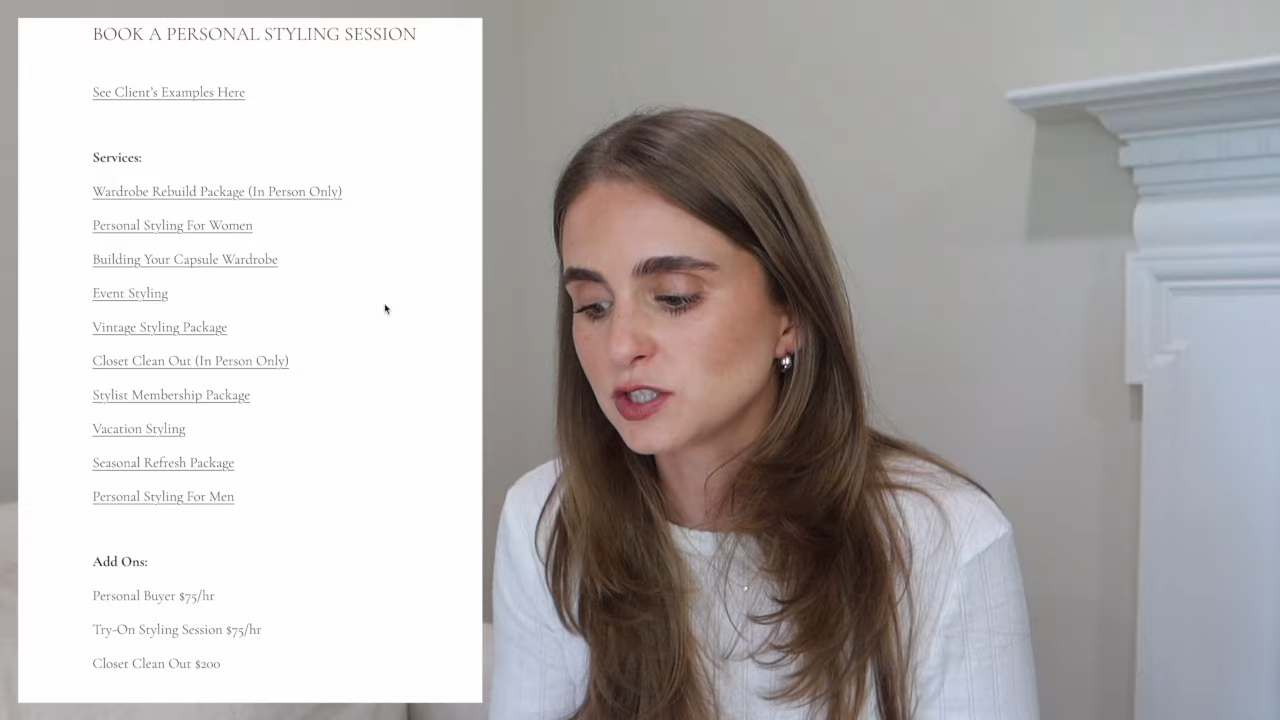 BOOK A PERSONAL STYLING SESSION
See Client's Examples Here
Services:
Wardrobe Rebuild Package (In Person Only)
Personal Styling For Women
Building Your Capsule Wardrobe
Event Styling
Vintage Styling Package
Closet Clean Out (In Person Only)
Stylist Membership Package
Vacation Styling
Seasonal Refresh Package
Personal Styling For Men
Add Ons:
Personal Buyer $75/hr
Try-On Styling Session $75/hr
Closet Clean Out $200